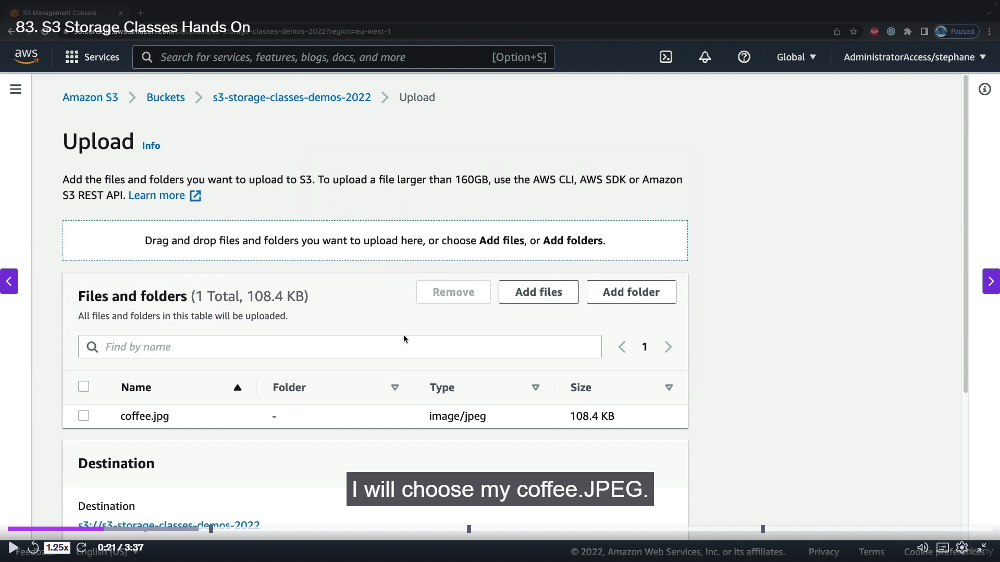 S3 Management Console
83. S3 Storage Classes Hands On
-classes-demos-2022?region=eu-west-1
ABP
Paused
aws
Services
Search for services, features, blogs, docs, and more
[Option+S]
Global
AdministratorAccess/stephane
Amazon S3
Buckets
s3-storage-classes-demos-2022
Upload
Upload Info
Add the files and folders you want to upload to S3. To upload a file larger than 160GB, use the AWS CLI, AWS SDK or Amazon
S3 REST API. Learn more
Drag and drop files and folders you want to upload here, or choose Add files, or Add folders.
Files and folders (1 Total, 108.4 KB)
Remove
Add files
Add folder
All files and folders in this table will be uploaded.
Find by name
1
Name
Folder
Type
Size
coffee.jpg
-
image/jpeg
108.4 KB
Destination
I will choose my coffee.JPEG.
Destination
s3://s3-storage-classes-demos-2022
1.25x
0:21 / 3:37
English (US)
© 2022, Amazon Web Services, Inc. or its affiliates.
Privacy
Terms
Cookie preferences